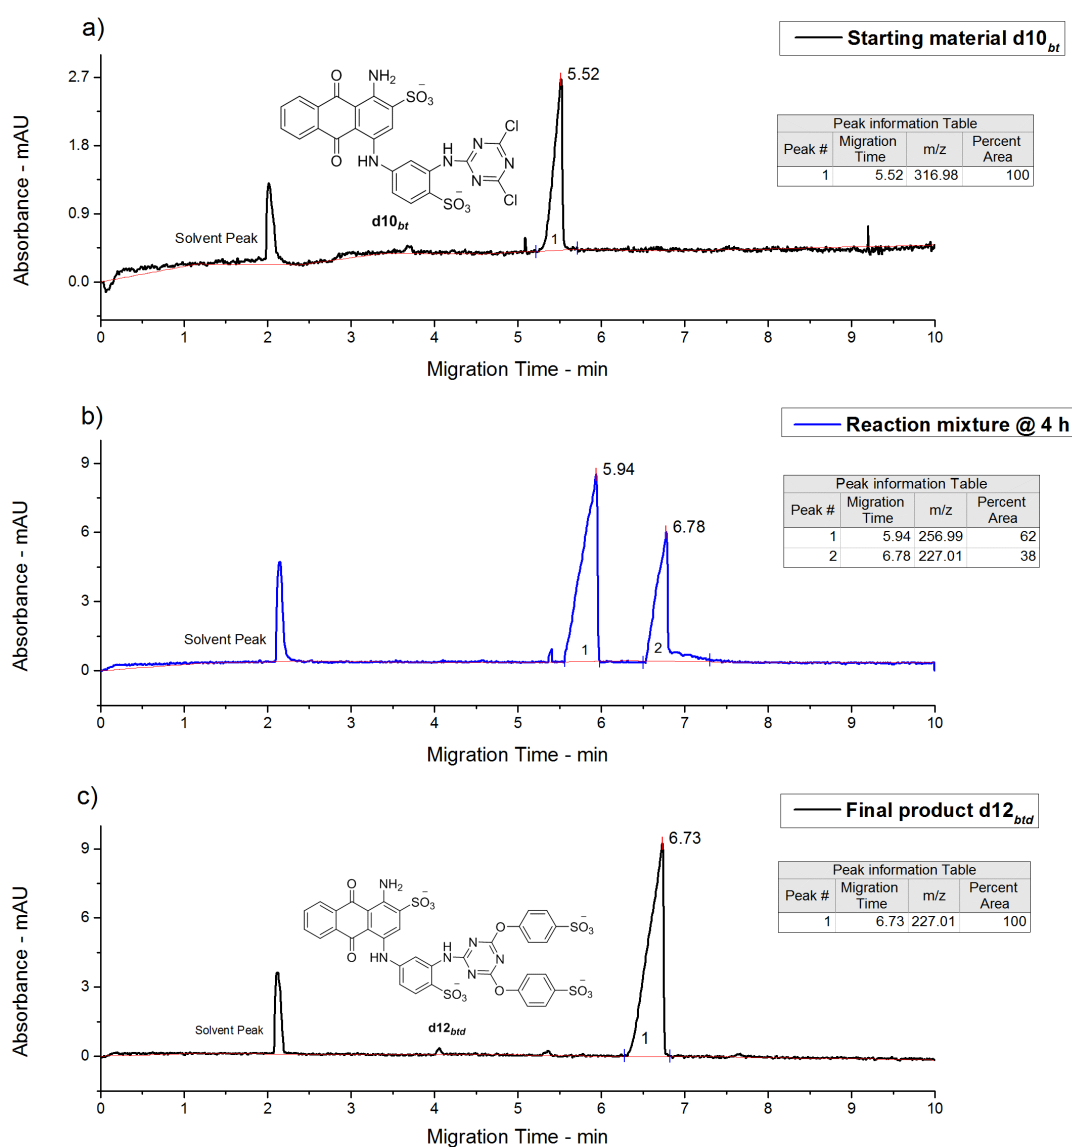 a)
Starting material d10bt
Absorbance - mAU
2.7
1.8
0.9
0.0
O
NH2
SO3−
O
HN
NH
N
N
N
Cl
Cl
SO3−
d10bt
5.52
Solvent Peak
1
Peak information Table
Peak # Migration Time m/z Percent Area
1 5.52 316.98 100
0 1 2 3 4 5 6 7 8 9 10
Migration Time - min
b)
Reaction mixture @ 4 h
Absorbance - mAU
9
6
3
0
5.94
6.78
Solvent Peak
1
2
Peak information Table
Peak # Migration Time m/z Percent Area
1 5.94 256.99 62
2 6.78 227.01 38
0 1 2 3 4 5 6 7 8 9 10
Migration Time - min
c)
Final product d12btd
Absorbance - mAU
9
6
3
0
6.73
O
NH2
SO3−
O
HN
NH
N
N
N
O
SO3−
O
SO3−
SO3−
d12btd
Solvent Peak
1
Peak information Table
Peak # Migration Time m/z Percent Area
1 6.73 227.01 100
0 1 2 3 4 5 6 7 8 9 10
Migration Time - min